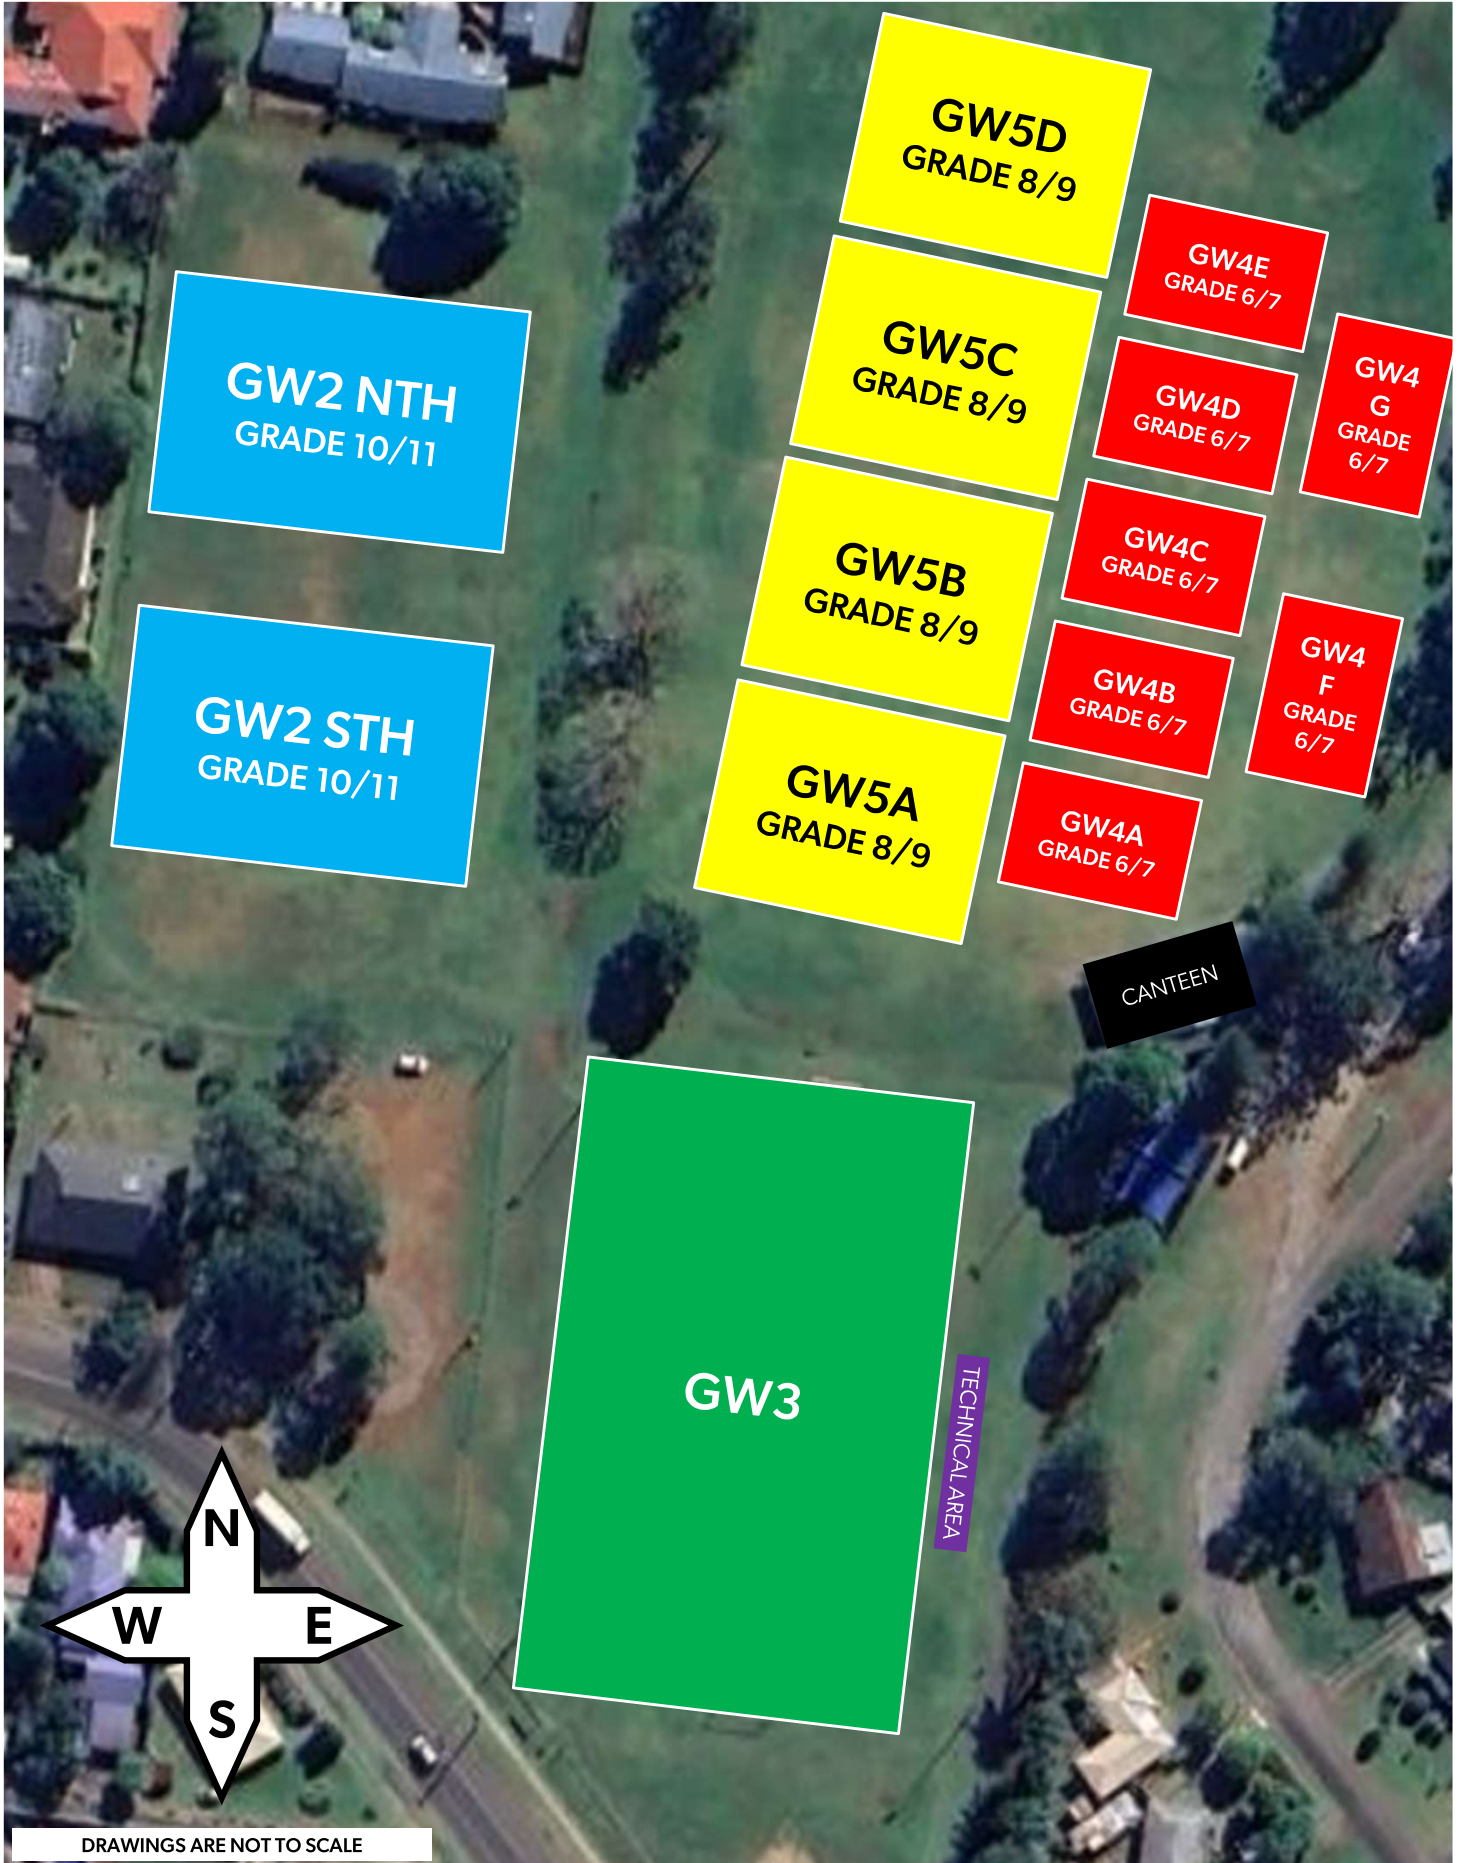 GW5D
GRADE 8/9
GW4E
GRADE 6/7
GW5C
GRADE 8/9
GW2 NTH
GRADE 10/11
GW4D
GRADE 6/7
GW4
G
GRADE
6/7
GW4C
GRADE 6/7
GW5B
GRADE 8/9
GW4B
GRADE 6/7
GW4
F
GRADE
6/7
GW2 STH
GRADE 10/11
GW5A
GRADE 8/9
GW4A
GRADE 6/7
CANTEEN
GW3
TECHNICAL AREA
N
W
E
S
DRAWINGS ARE NOT TO SCALE